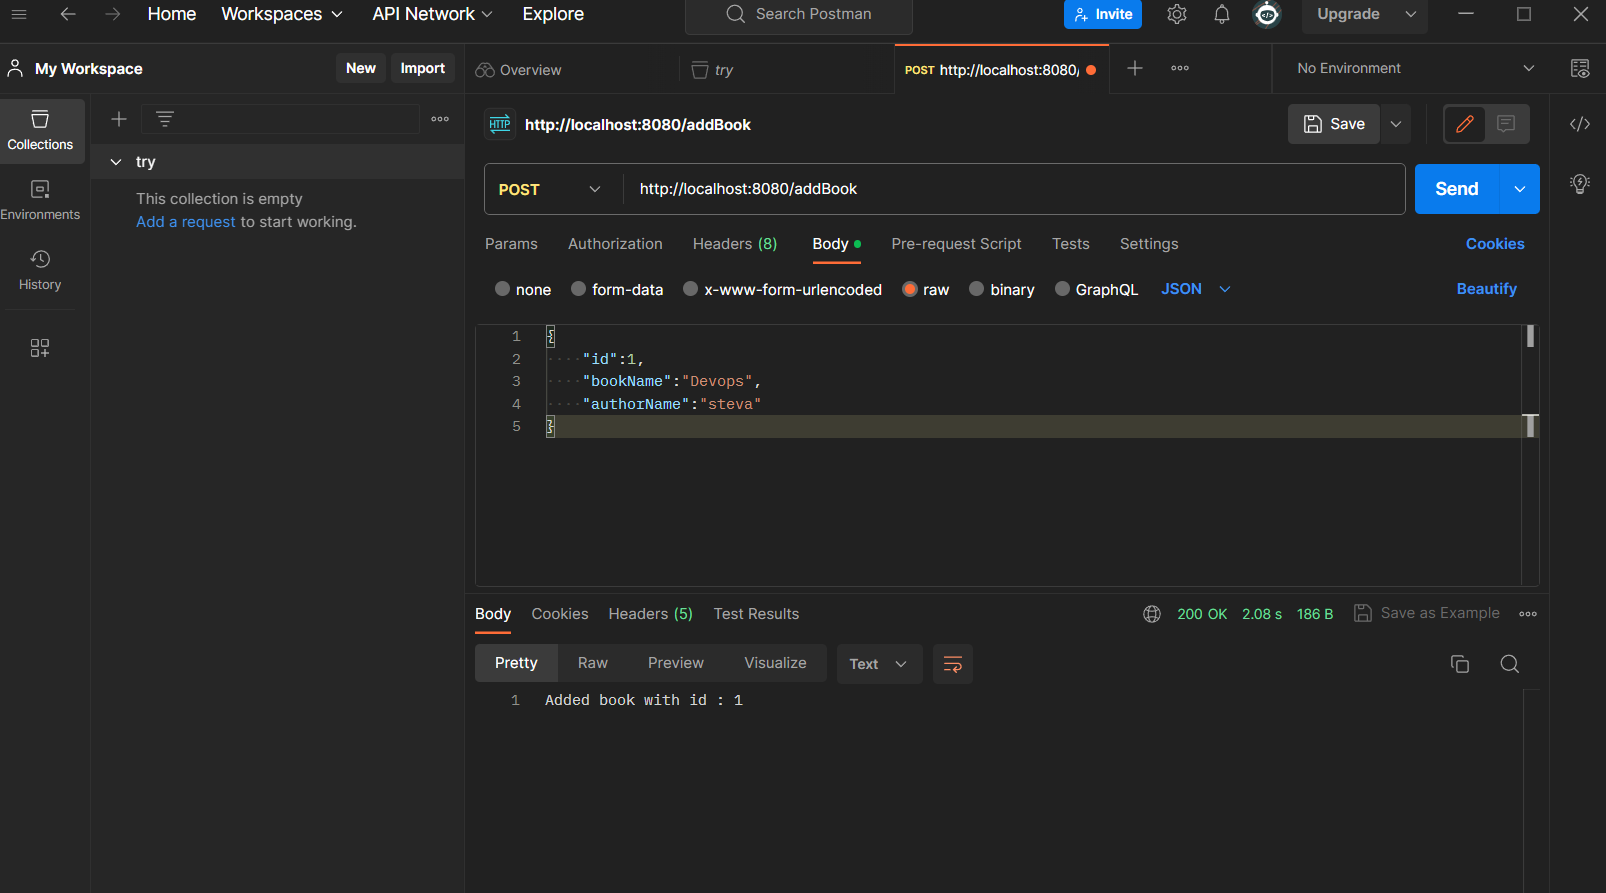 Home Workspaces API Network Explore Search Postman Invite Upgrade
My Workspace New Import Overview try POST http://localhost:8080/ No Environment
Collections
Environments
History
try
This collection is empty
Add a request to start working.
HTTP http://localhost:8080/addBook Save
POST http://localhost:8080/addBook Send
Params Authorization Headers (8) Body Pre-request Script Tests Settings Cookies
none form-data x-www-form-urlencoded raw binary GraphQL JSON Beautify
1 {
2 "id":1,
3 "bookName":"Devops",
4 "authorName":"steva"
5 }
Body Cookies Headers (5) Test Results 200 OK 2.08 s 186 B Save as Example
Pretty Raw Preview Visualize Text
1 Added book with id : 1